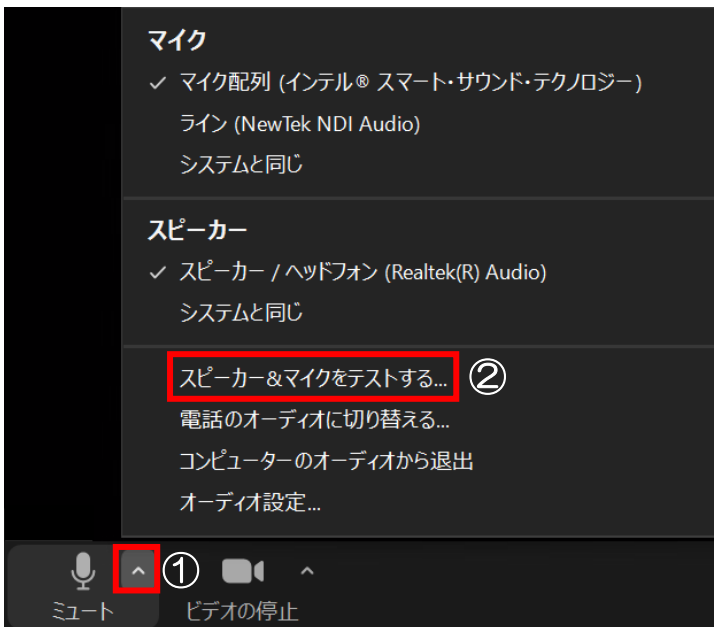 マイク
✓ マイク配列 (インテル® スマート・サウンド・テクノロジー)
ライン (NewTek NDI Audio)
システムと同じ
スピーカー
✓ スピーカー / ヘッドフォン (Realtek(R) Audio)
システムと同じ
スピーカー&マイクをテストする... ②
電話のオーディオに切り替える...
コンピューターのオーディオから退出
オーディオ設定...
①
ミュート ビデオの停止